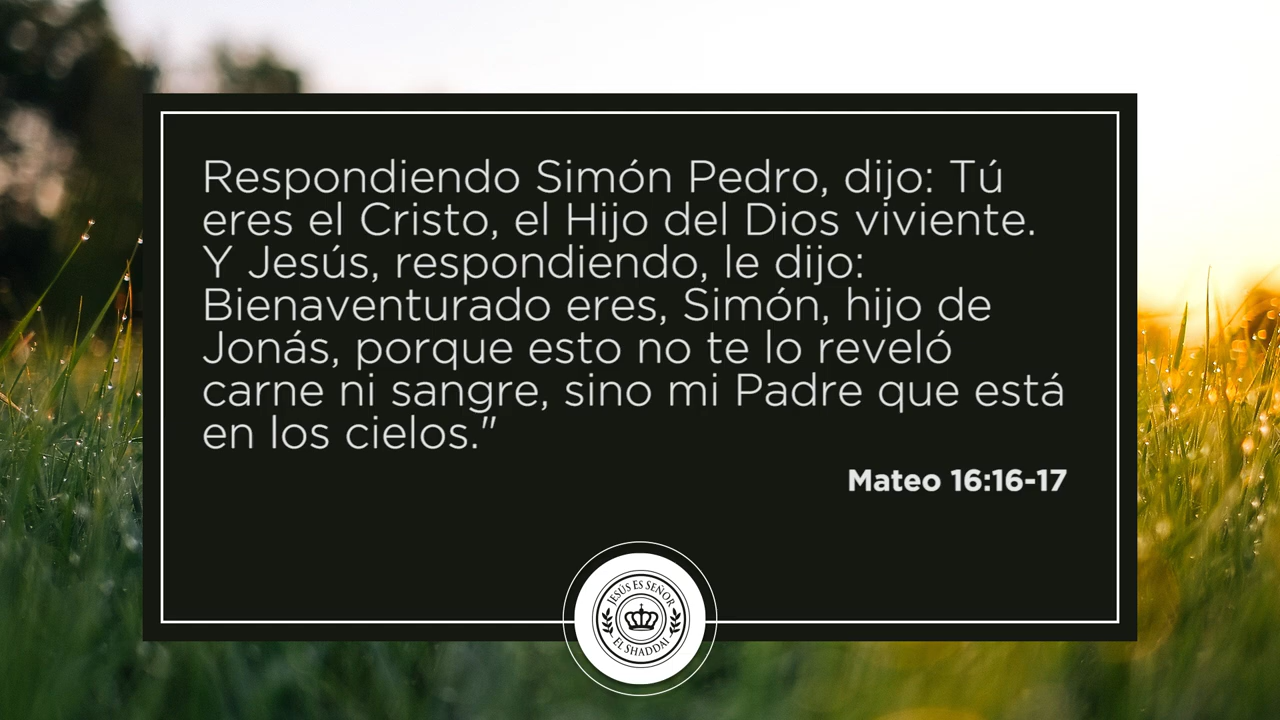 Respondiendo Simón Pedro, dijo: Tú
eres el Cristo, el Hijo del Dios viviente.
Y Jesús, respondiendo, le dijo:
Bienaventurado eres, Simón, hijo de
Jonás, porque esto no te lo reveló
carne ni sangre, sino mi Padre que está
en los cielos."
Mateo 16:16-17
JESÚS ES SEÑOR
EL SHADDAI